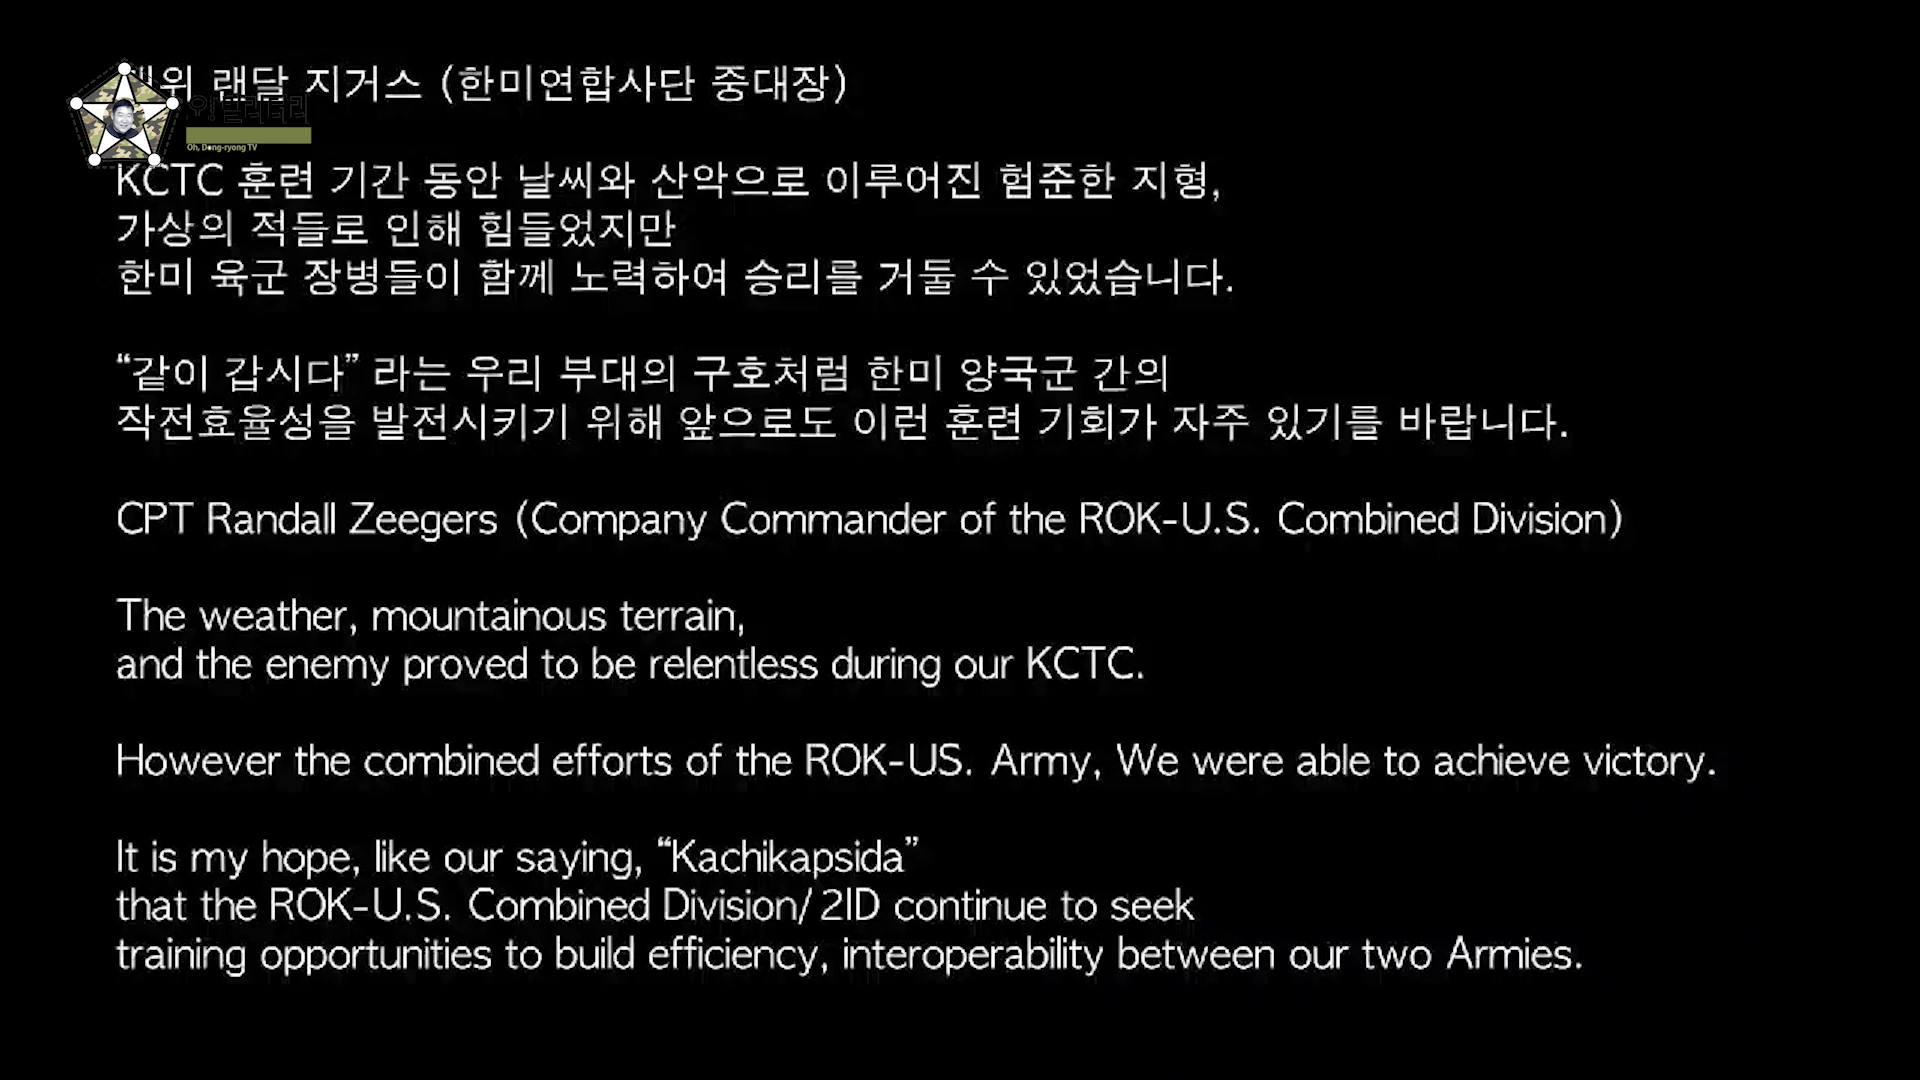 위 랜달 지거스 (한미연합사단 중대장)
오!밀리터리
Oh, Dong-ryong TV
KCTC 훈련 기간 동안 날씨와 산악으로 이루어진 험준한 지형,
가상의 적들로 인해 힘들었지만
한미 육군 장병들이 함께 노력하여 승리를 거둘 수 있었습니다.
“같이 갑시다” 라는 우리 부대의 구호처럼 한미 양국군 간의
작전효율성을 발전시키기 위해 앞으로도 이런 훈련 기회가 자주 있기를 바랍니다.
CPT Randall Zeegers (Company Commander of the ROK-U.S. Combined Division)
The weather, mountainous terrain,
and the enemy proved to be relentless during our KCTC.
However the combined efforts of the ROK-US. Army, We were able to achieve victory.
It is my hope, like our saying, “Kachikapsida”
that the ROK-U.S. Combined Division/ 2ID continue to seek
training opportunities to build efficiency, interoperability between our two Armies.